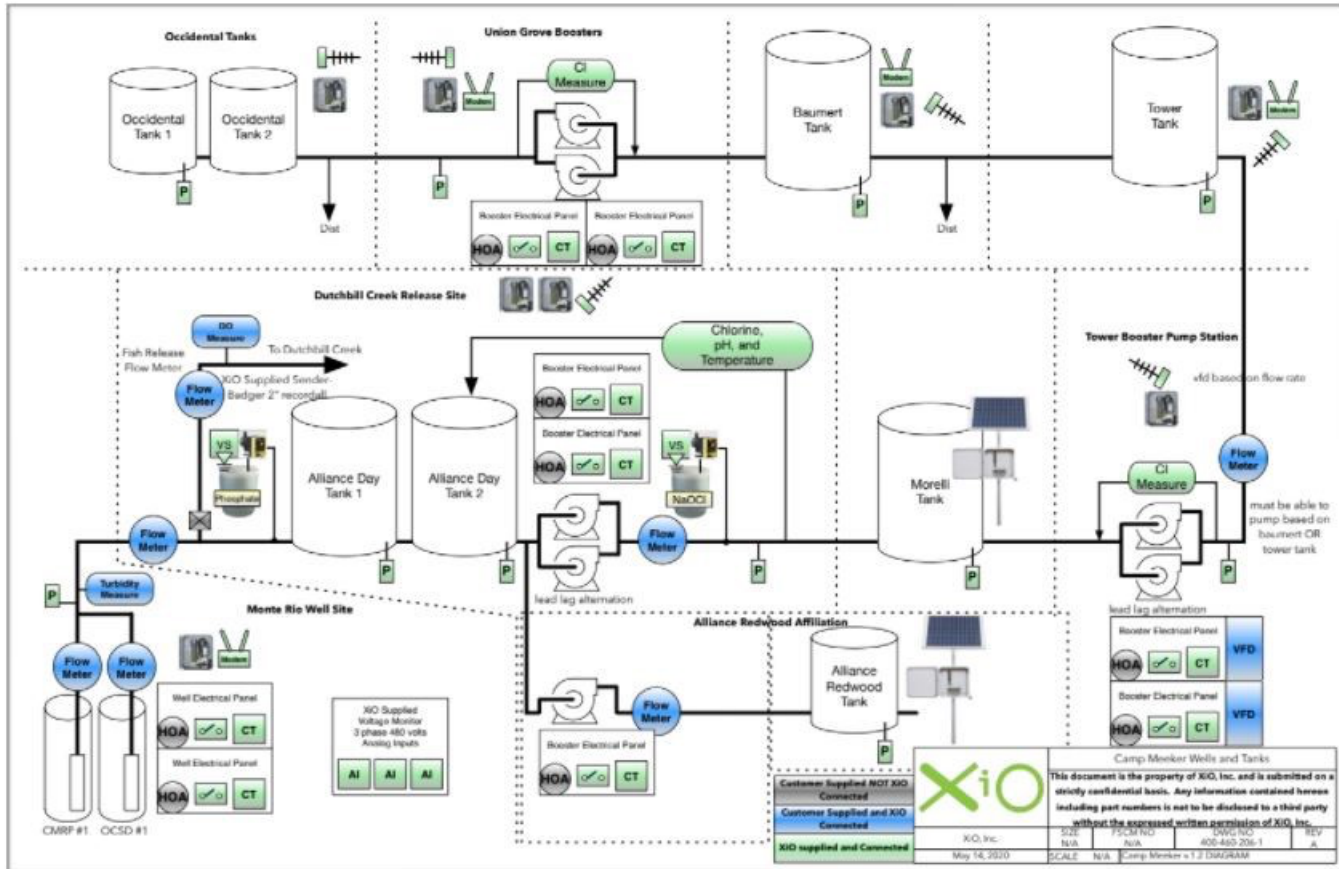 Occidental Tanks
Union Grove Boosters
Cl
Measure
Modem
Modem
Modem
Occidental
Tank 1
Occidental
Tank 2
Baumert
Tank
Tower
Tank
P
P
P
P
Dist
Dist
Booster Electrical Panel
Booster Electrical Panel
HOA
CT
HOA
CT
Dutchbill Creek Release Site
DO
Measure
Fish Release
Flow Meter
To Dutchbill Creek
Flow
Meter
XiO Supplied Sender-
Badger 2" recordall
Chlorine,
pH, and
Temperature
Booster Electrical Panel
HOA
CT
Booster Electrical Panel
HOA
CT
Tower Booster Pump Station
vfd based on flow rate
Flow
Meter
VS
Phosphate
Alliance Day
Tank 1
Alliance Day
Tank 2
VS
NaOCl
Morelli
Tank
Cl
Measure
must be able to
pump based on
baumert OR
tower tank
Flow
Meter
Flow
Meter
P
P
P
P
P
lead lag alternation
lead lag alternation
P
Turbidity
Measure
Monte Rio Well Site
Modem
Flow
Meter
Flow
Meter
Well Electrical Panel
HOA
CT
Well Electrical Panel
HOA
CT
CMRP #1
OCSD #1
XiO Supplied
Voltage Monitor
3 phase 480 volts
Analog Inputs
AI
AI
AI
Alliance Redwood Affiliation
Flow
Meter
Booster Electrical Panel
HOA
CT
Alliance
Redwood
Tank
P
Booster Electrical Panel
HOA
CT
VFD
Booster Electrical Panel
HOA
CT
VFD
Customer Supplied NOT XiO
Connected
Customer Supplied and XiO
Connected
XiO supplied and Connected
XiO
Camp Meeker Wells and Tanks
This document is the property of XiO, Inc. and is submitted on a
strictly confidential basis. Any information contained hereon
including part numbers is not to be disclosed to a third party
without the expressed written permission of XiO, Inc.
XiO, Inc.
SIZE
N/A
FSCM NO
N/A
DWG NO
400-460-206-1
REV
A
May 14, 2020
SCALE
N/A
Camp Meeker v 1.2 DIAGRAM